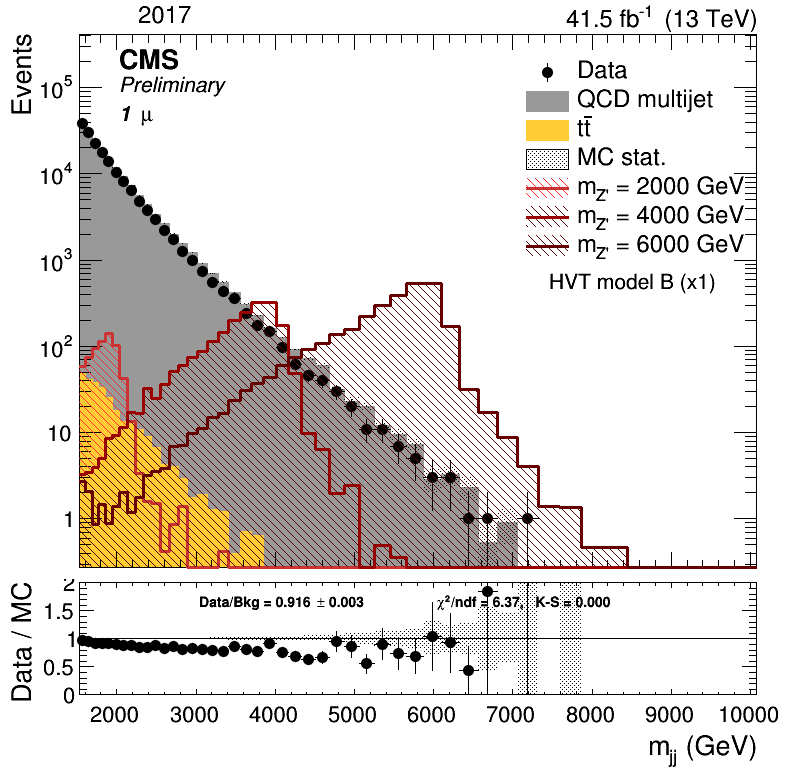 2017 41.5 fb⁻¹ (13 TeV)
CMS
Preliminary
1 μ
Events
10⁵
10⁴
10³
10²
10
1
Data
QCD multijet
tt̄
MC stat.
m_Z' = 2000 GeV
m_Z' = 4000 GeV
m_Z' = 6000 GeV
HVT model B (x1)
Data / MC
2
1.5
1
0.5
0
Data/Bkg = 0.916 ± 0.003 χ²/ndf = 6.37, K-S = 0.000
2000 3000 4000 5000 6000 7000 8000 9000 10000
m_jj (GeV)